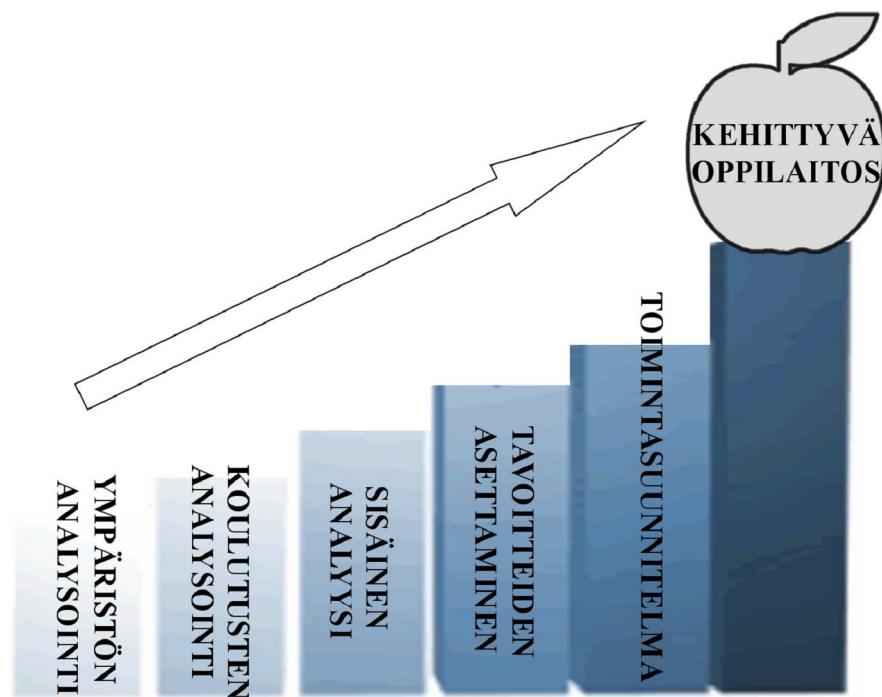 KEHITTYVÄ
OPPILAITOS
YMPÄRISTÖN
ANALYSOINTI
KOULUTUSTEN
ANALYSOINTI
SISÄINEN
ANALYYSI
TAVOITTEIDEN
ASETTAMINEN
TOIMINTASUUNNITELMA